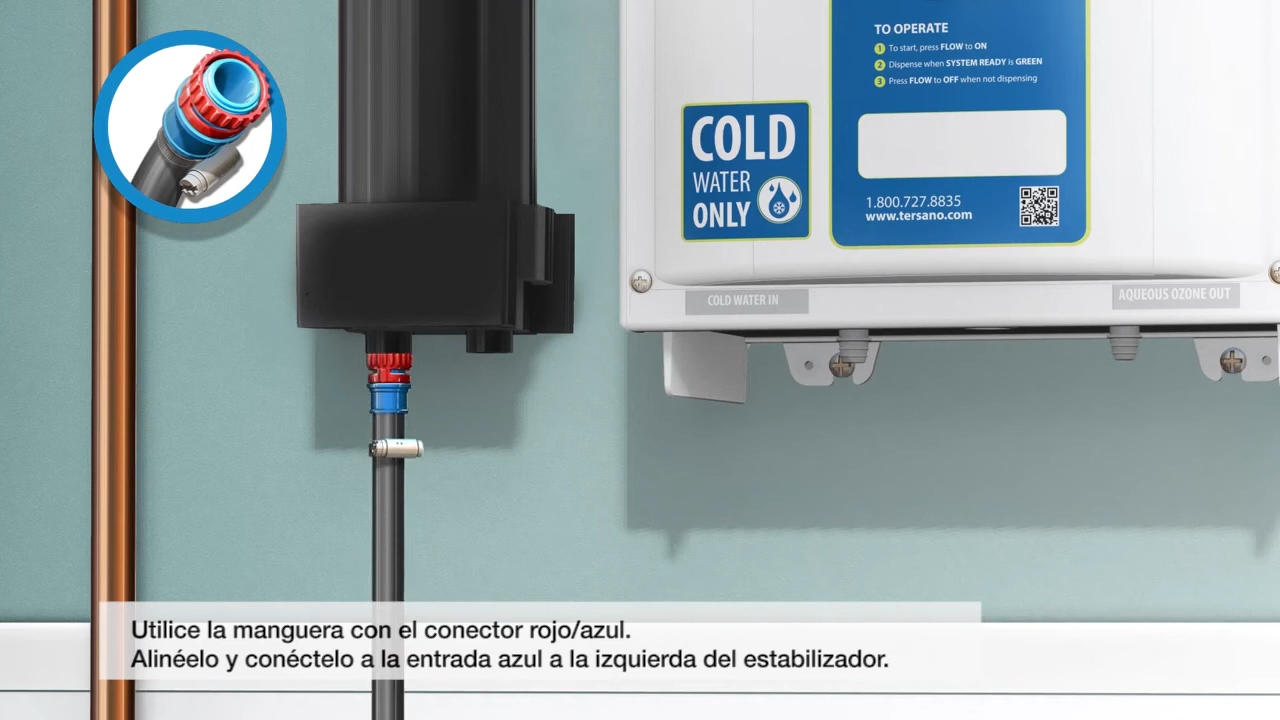 TO OPERATE
1 To start, press FLOW to ON
2 Dispense when SYSTEM READY is GREEN
3 Press FLOW to OFF when not dispensing
COLD
WATER
ONLY
1.800.727.8835
www.tersano.com
COLD WATER IN
AQUEOUS OZONE OUT
Utilice la manguera con el conector rojo/azul.
Alinéelo y conéctelo a la entrada azul a la izquierda del estabilizador.